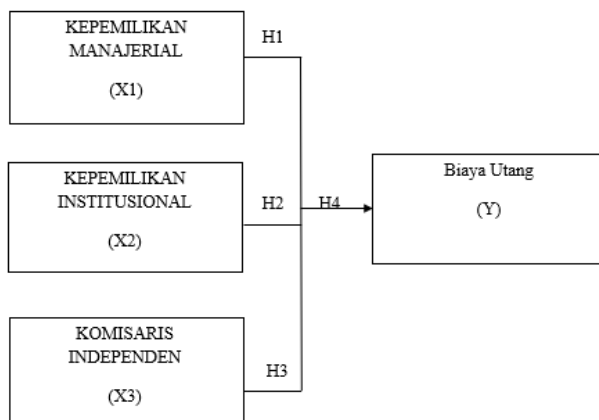 KEPEMILIKAN
MANAJERIAL
(X1)
H1
KEPEMILIKAN
INSTITUSIONAL
(X2)
H2
H4
Biaya Utang
(Y)
KOMISARIS
INDEPENDEN
(X3)
H3